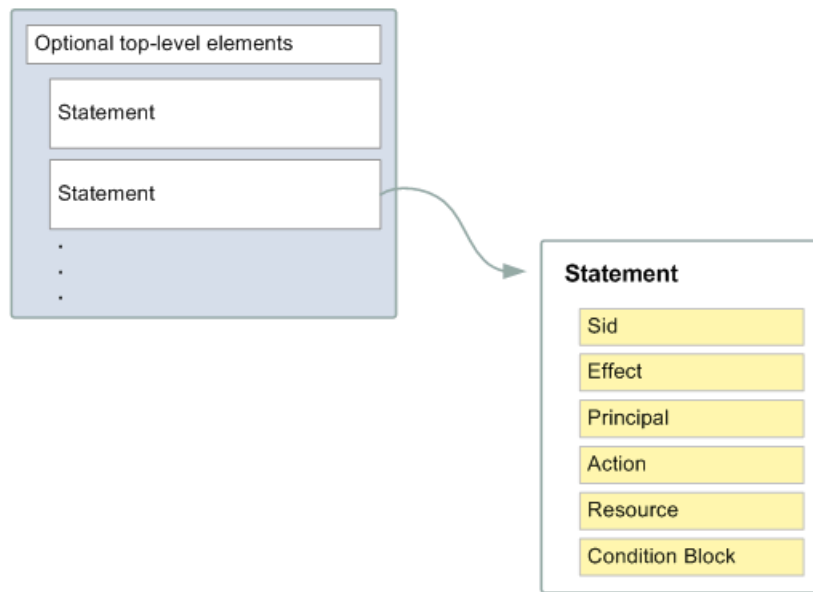 Optional top-level elements
Statement
Statement
.
.
.
Statement
Sid
Effect
Principal
Action
Resource
Condition Block